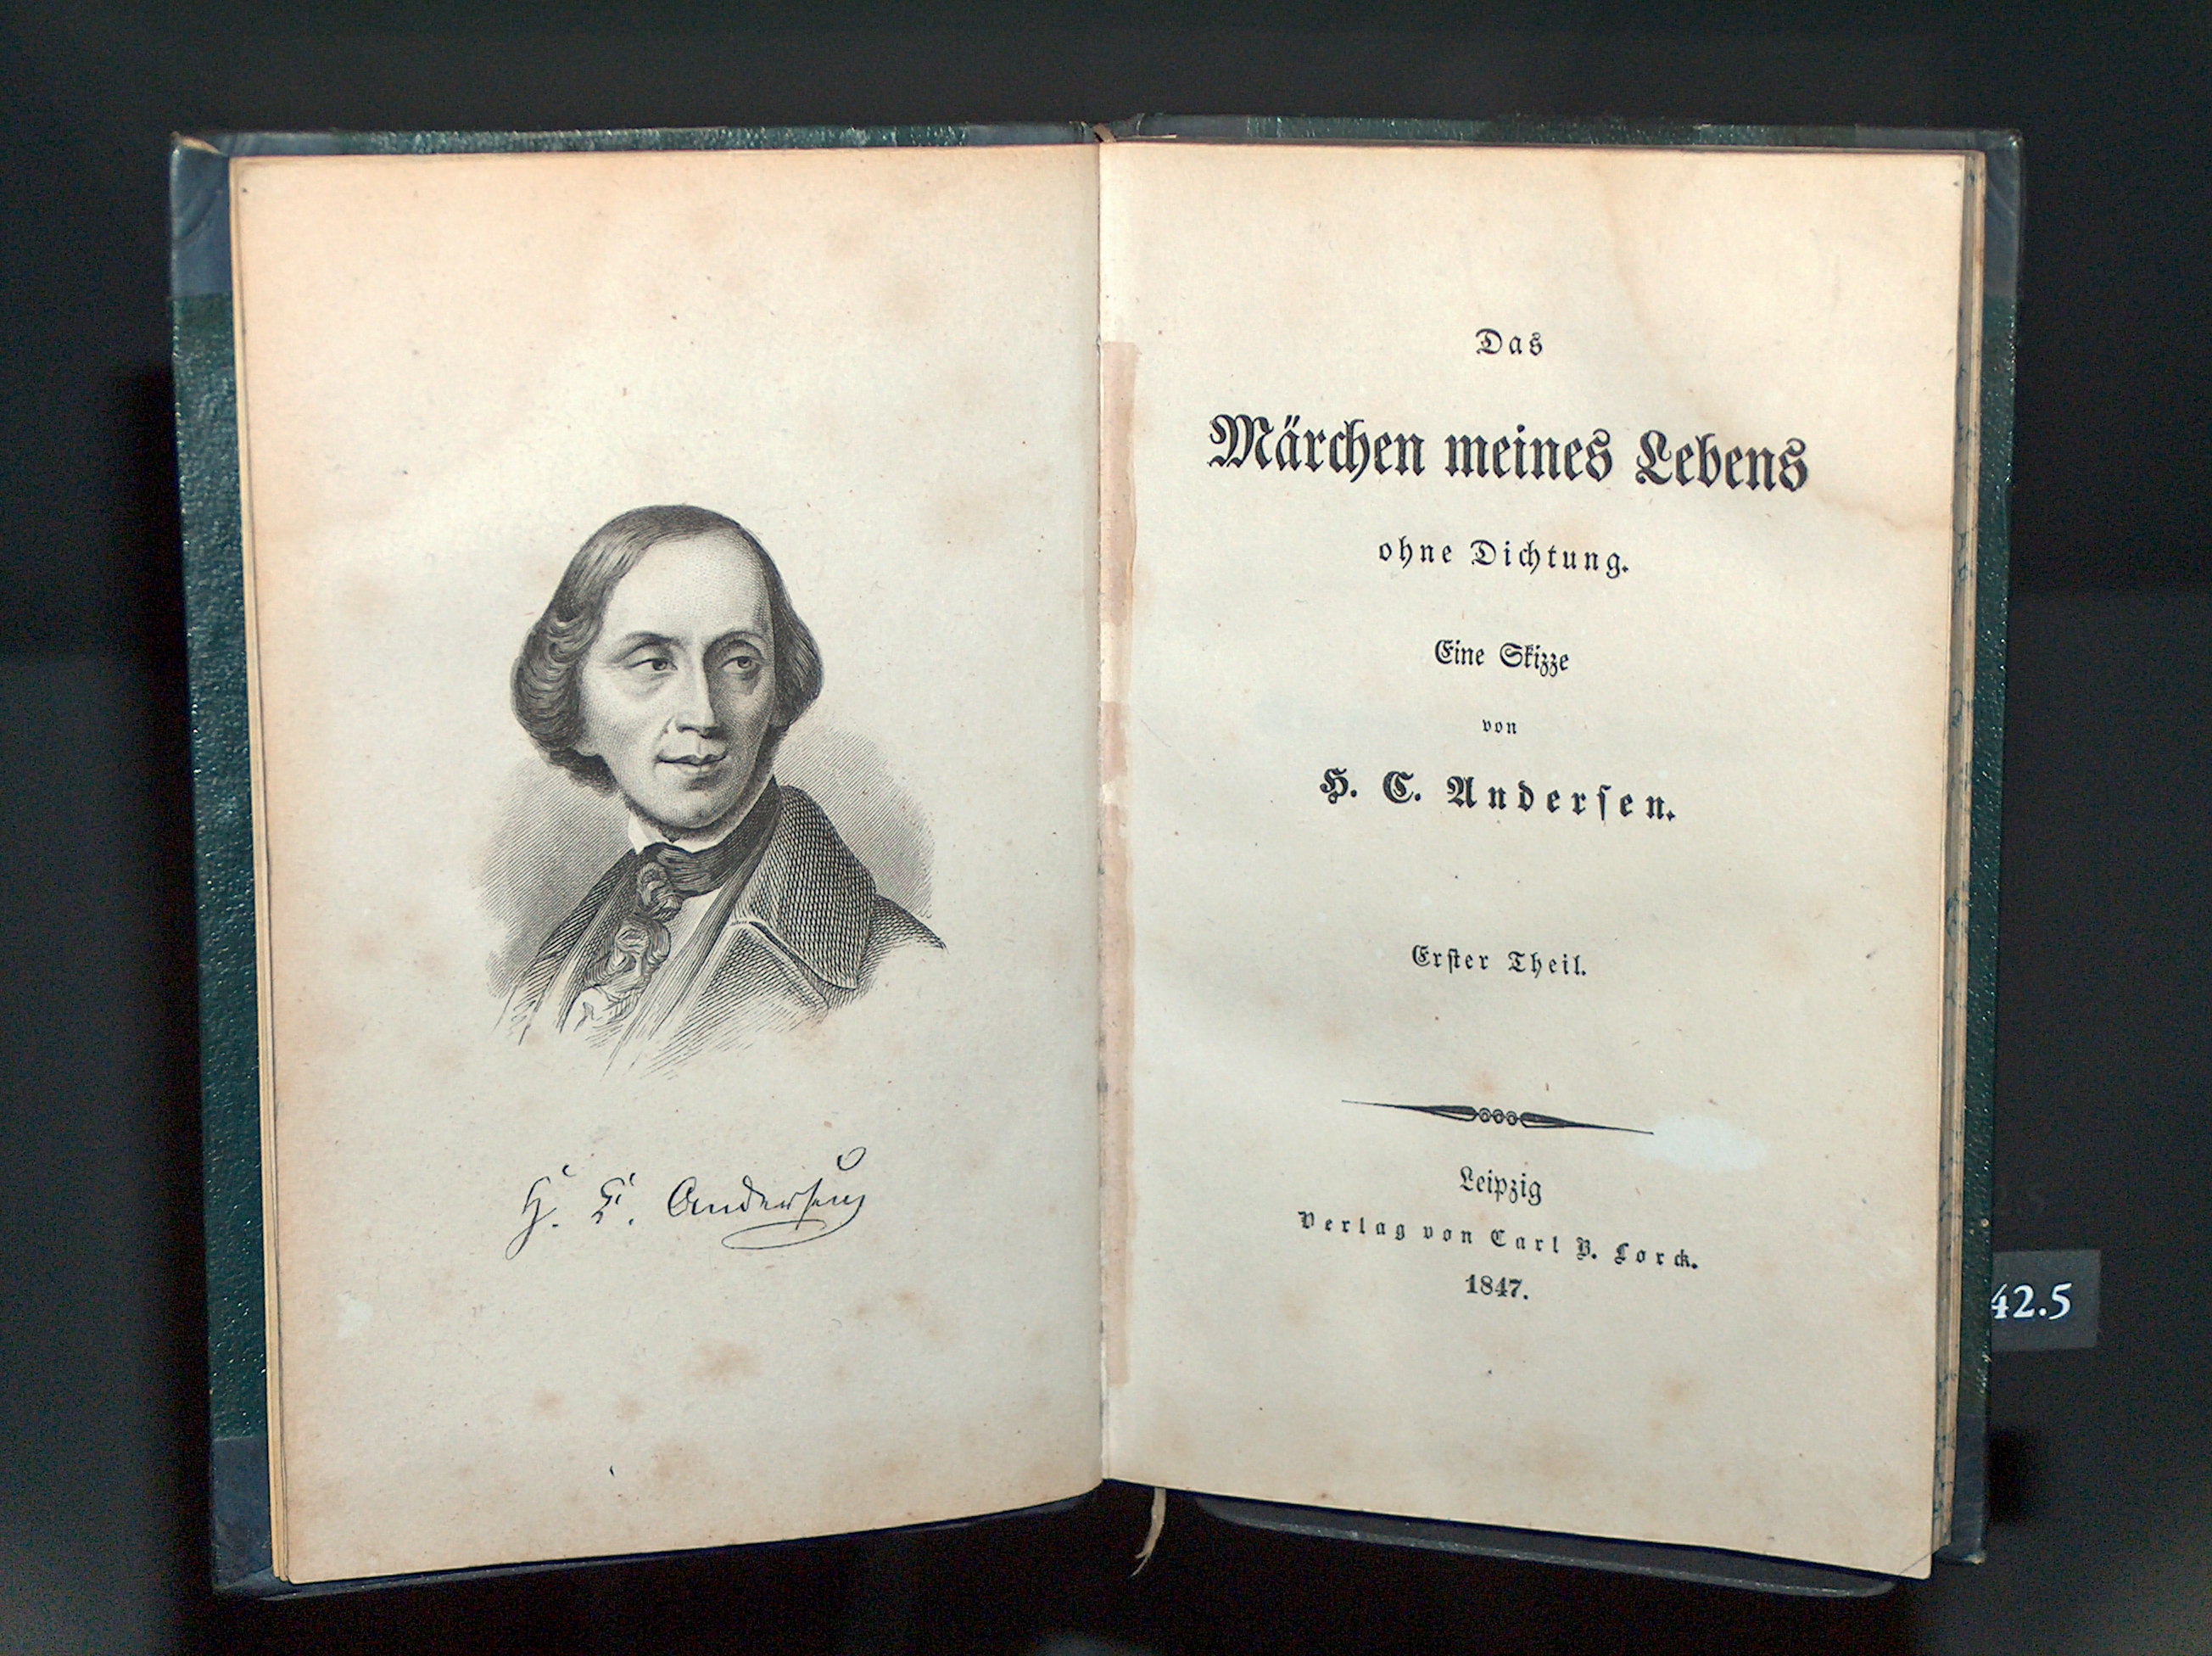 H. C. Andersen
Das
Märchen meines Lebens
ohne Dichtung.
Eine Skizze
von
H. C. Andersen.
Erster Theil.
Leipzig
Verlag von Carl B. Lorck.
1847.
42.5